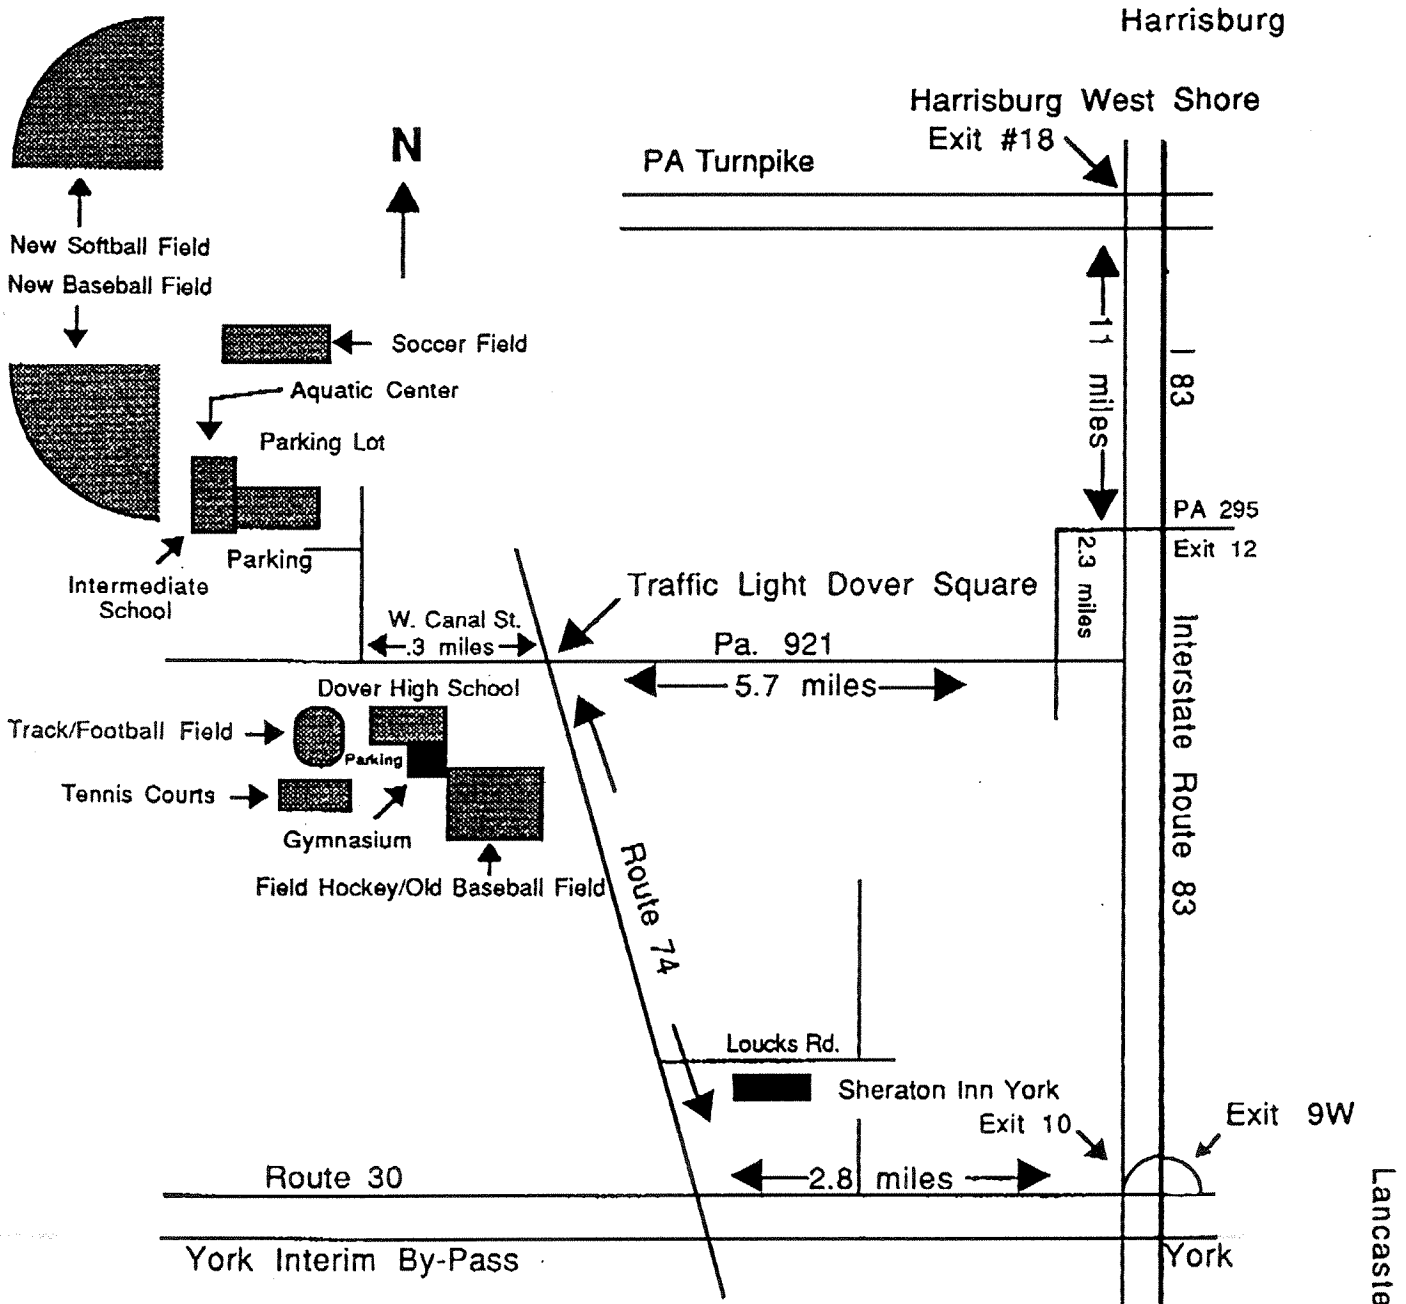 Harrisburg
Harrisburg West Shore
Exit #18
N
PA Turnpike
New Softball Field
New Baseball Field
Soccer Field
Aquatic Center
Parking Lot
11 miles
I 83
PA 295
Exit 12
2.3 miles
Parking
Intermediate
School
Traffic Light Dover Square
W. Canal St.
.3 miles
Pa. 921
5.7 miles
Interstate Route 83
Dover High School
Track/Football Field
Parking
Tennis Courts
Gymnasium
Field Hockey/Old Baseball Field
Route 74
Loucks Rd.
Sheraton Inn York
Exit 10
Exit 9W
Route 30
2.8 miles
York Interim By-Pass
York
Lancaste